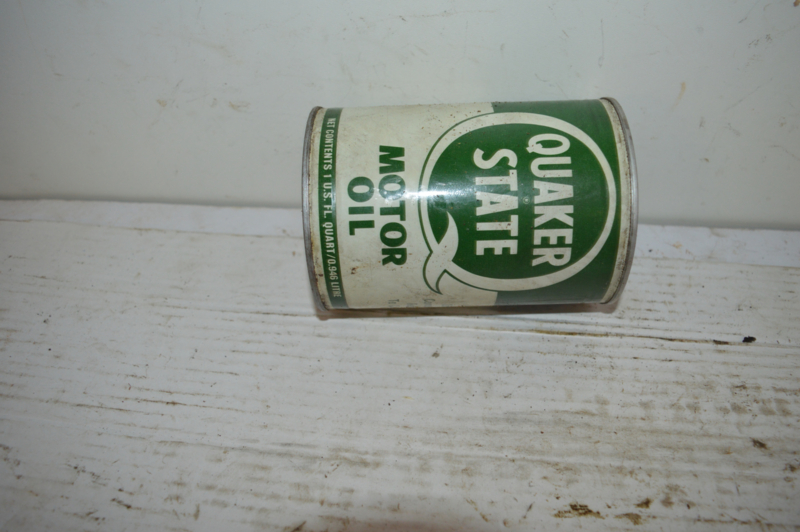 QUAKER
STATE
MOTOR
OIL
NET CONTENTS 1 U.S. FL. QUART/0.946 LITRE